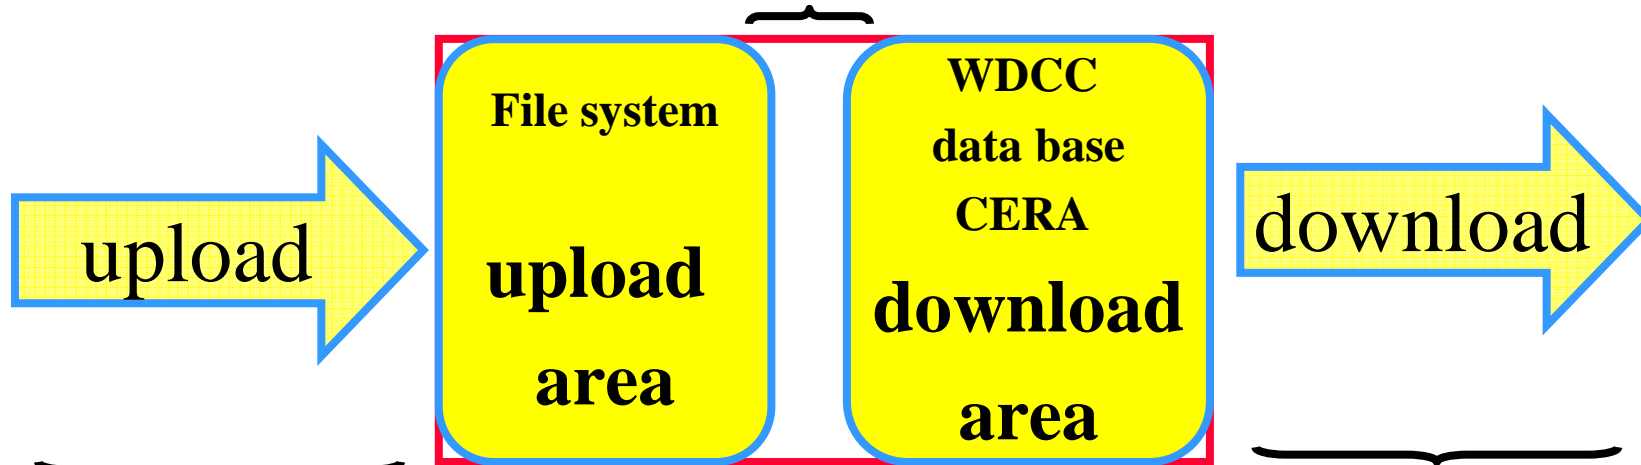 upload
File system
upload
area
WDCC
data base
CERA
download
area
download